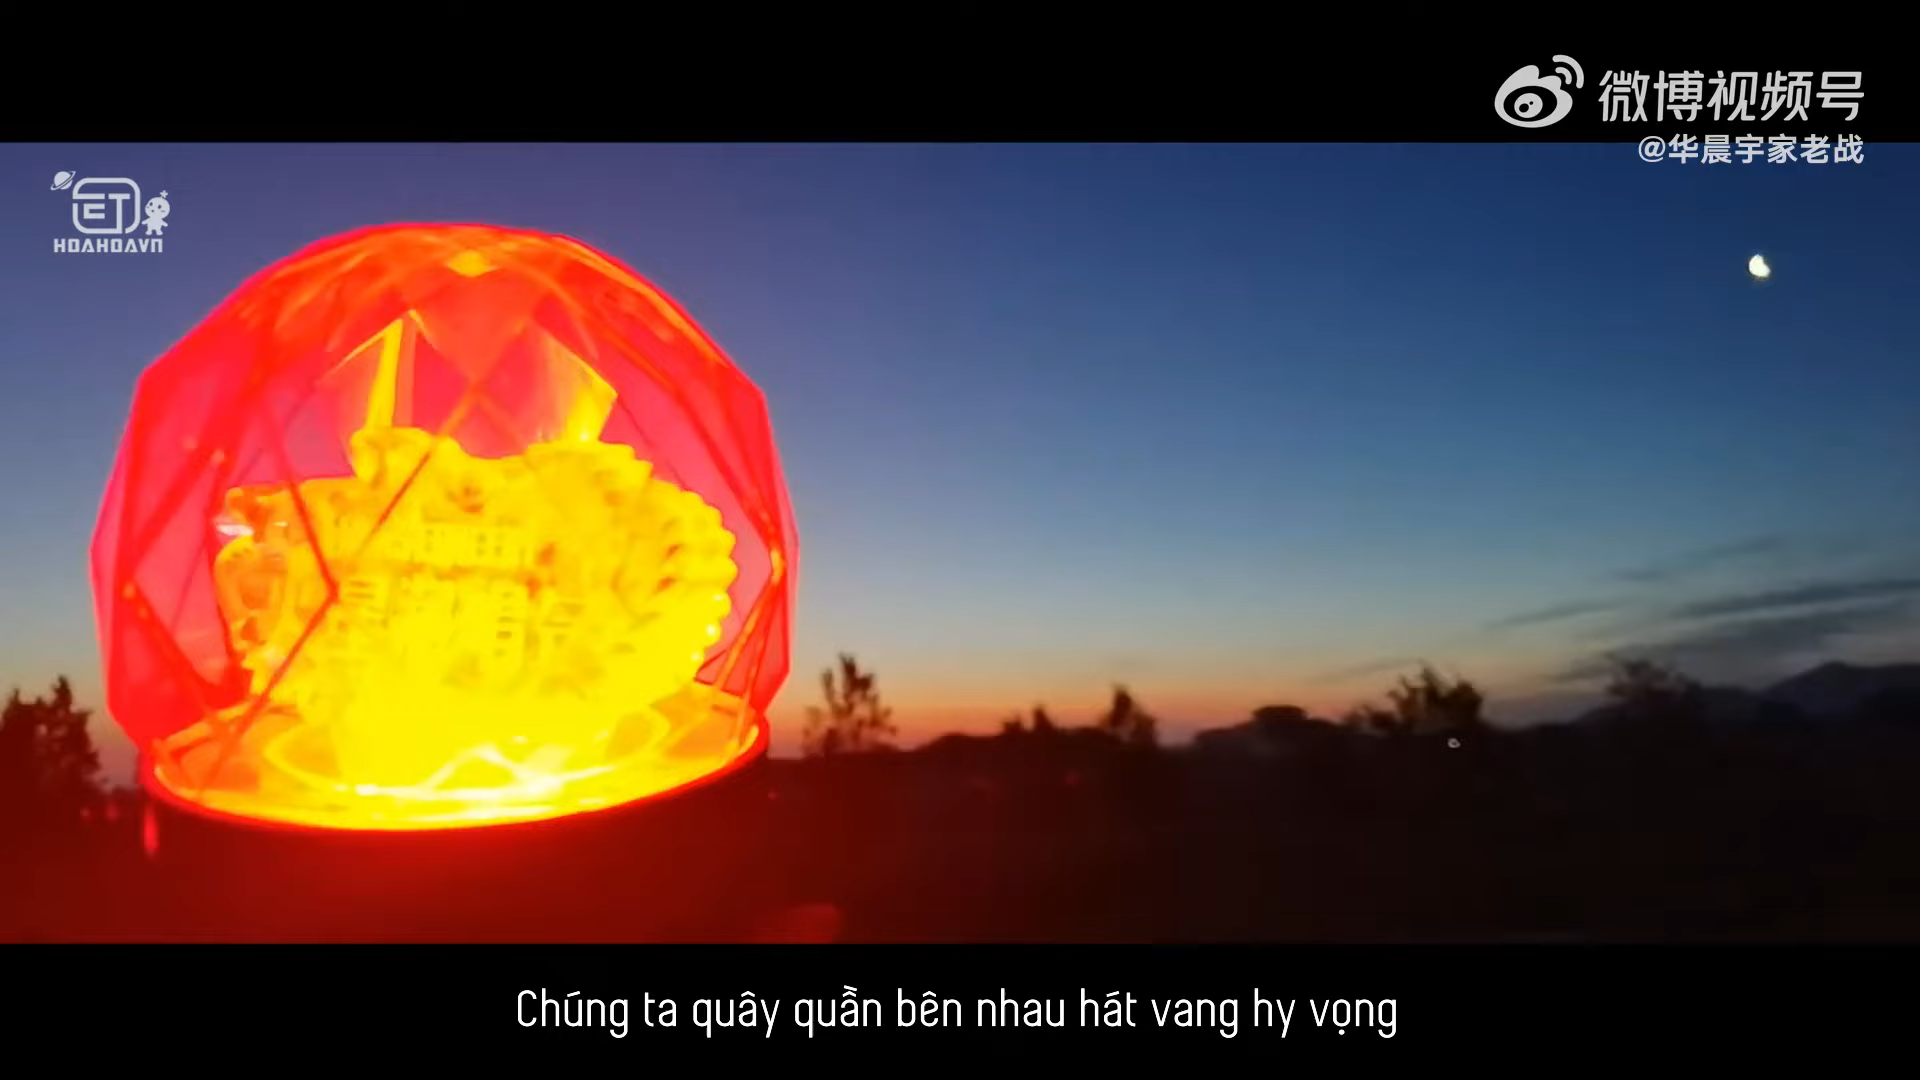 微博视频号
@华晨宇家老战
ET
HOAHOAVN
Chúng ta quây quần bên nhau hát vang hy vọng